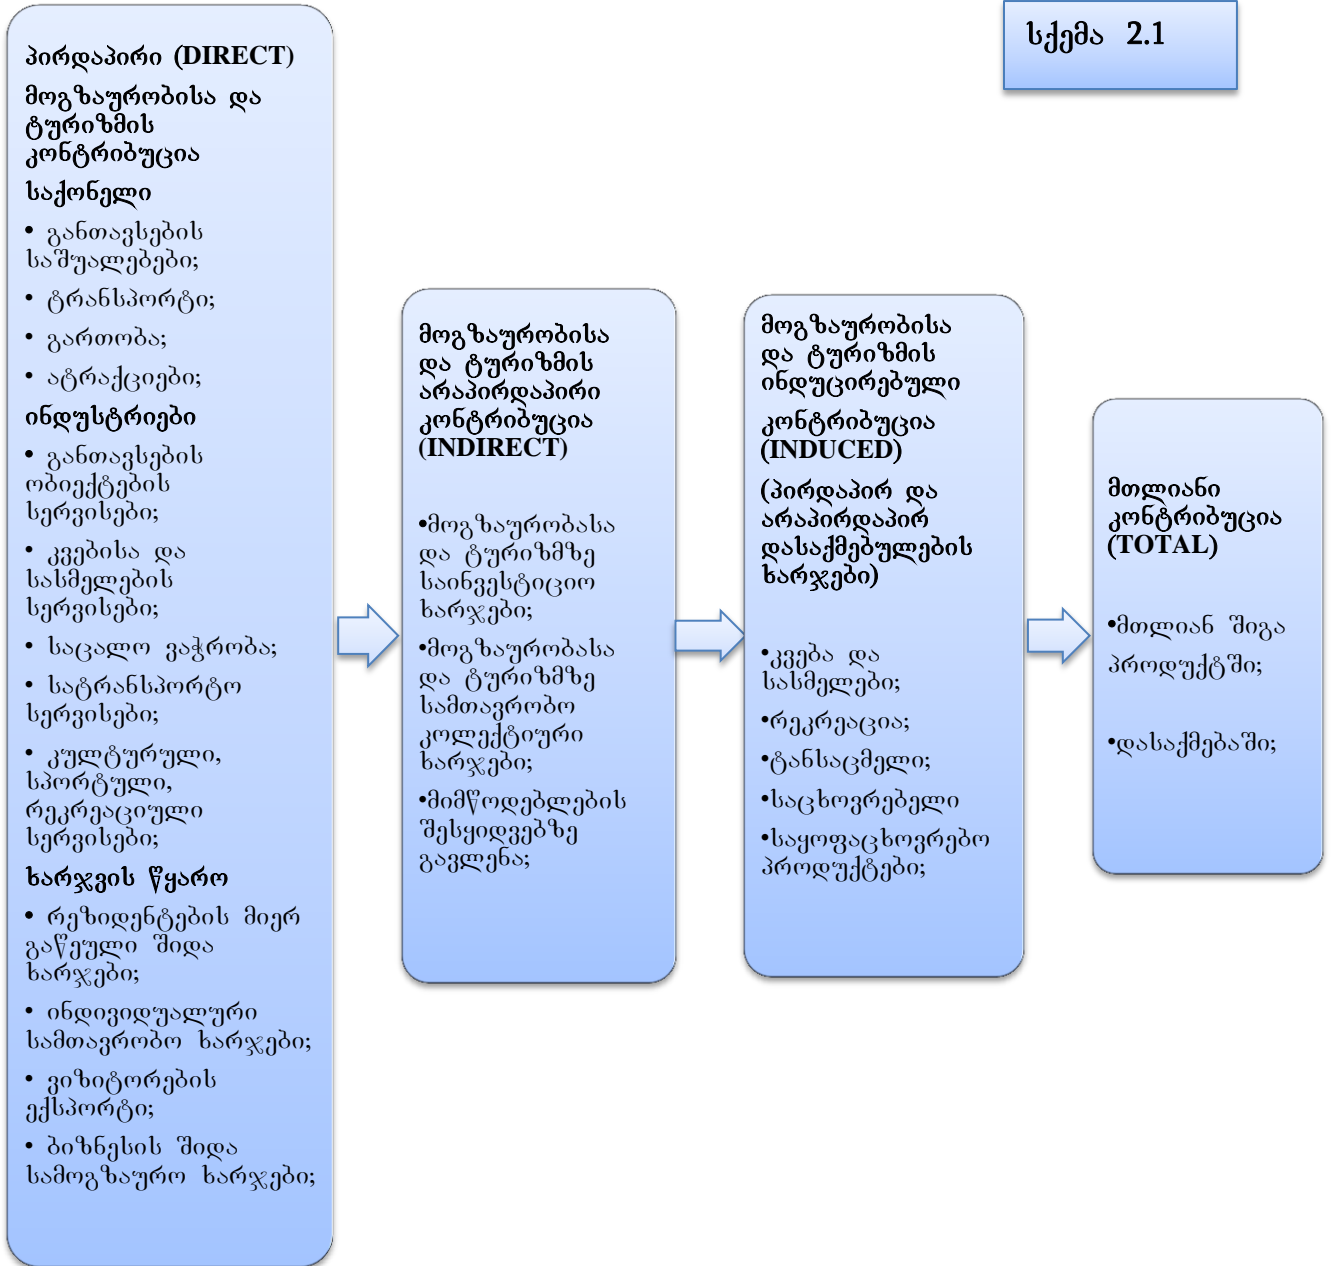 სქემა 2.1
პირდაპირი (DIRECT)
მოგზაურობისა და
ტურიზმის
კონტრიბუცია
საქონელი
• განთავსების
საშუალებები;
• ტრანსპორტი;
• გართობა;
• ატრაქციები;
ინდუსტრიები
• განთავსების
ობიექტების
სერვისები;
• კვებისა და
სასმელების
სერვისები;
• საცალო ვაჭრობა;
• სატრანსპორტო
სერვისები;
• კულტურული,
სპორტული,
რეკრეაციული
სერვისები;
ხარჯვის წყარო
• რეზიდენტების მიერ
გაწეული შიდა
ხარჯები;
• ინდივიდუალური
სამთავრობო ხარჯები;
• ვიზიტორების
ექსპორტი;
• ბიზნესის შიდა
სამოგზაურო ხარჯები;
მოგზაურობისა
და ტურიზმის
არაპირდაპირი
კონტრიბუცია
(INDIRECT)
•მოგზაურობასა
და ტურიზმზე
საინვესტიციო
ხარჯები;
•მოგზაურობასა
და ტურიზმზე
სამთავრობო
კოლექტიური
ხარჯები;
•მიმწოდებლების
შესყიდვებზე
გავლენა;
მოგზაურობისა
და ტურიზმის
ინდუცირებული
კონტრიბუცია
(INDUCED)
(პირდაპირ და
არაპირდაპირ
დასაქმებულების
ხარჯები)
•კვება და
სასმელები;
•რეკრეაცია;
•ტანსაცმელი;
•საცხოვრებელი
•საყოფაცხოვრებო
პროდუქტები;
მთლიანი
კონტრიბუცია
(TOTAL)
•მთლიან შიგა
პროდუქტში;
•დასაქმებაში;